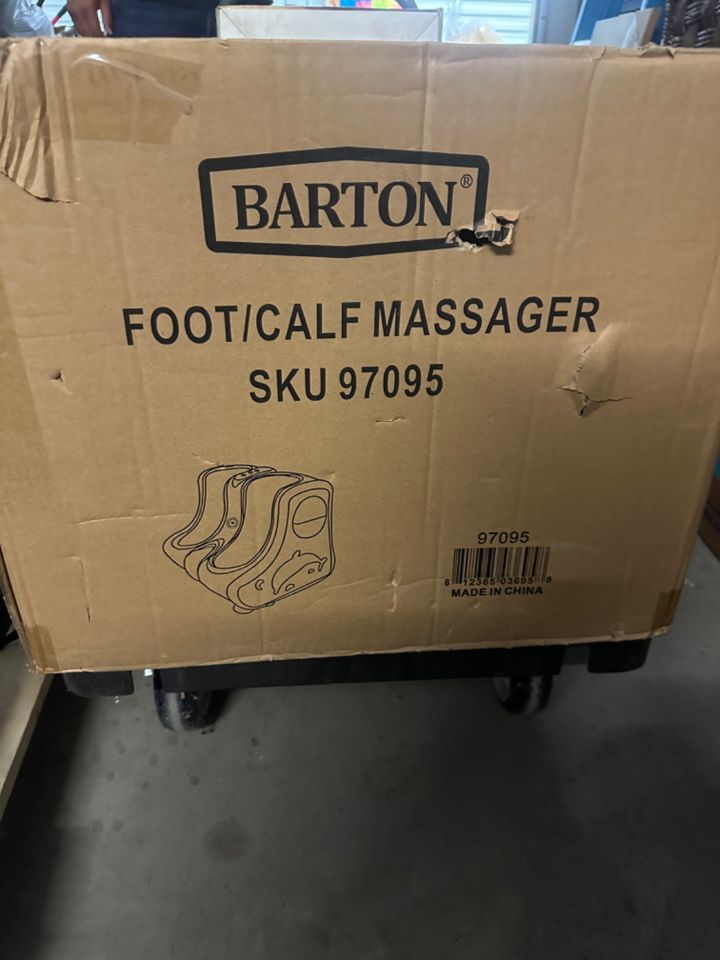 BARTON®
FOOT/CALF MASSAGER
SKU 97095
97095
8 12365 03695 8
MADE IN CHINA